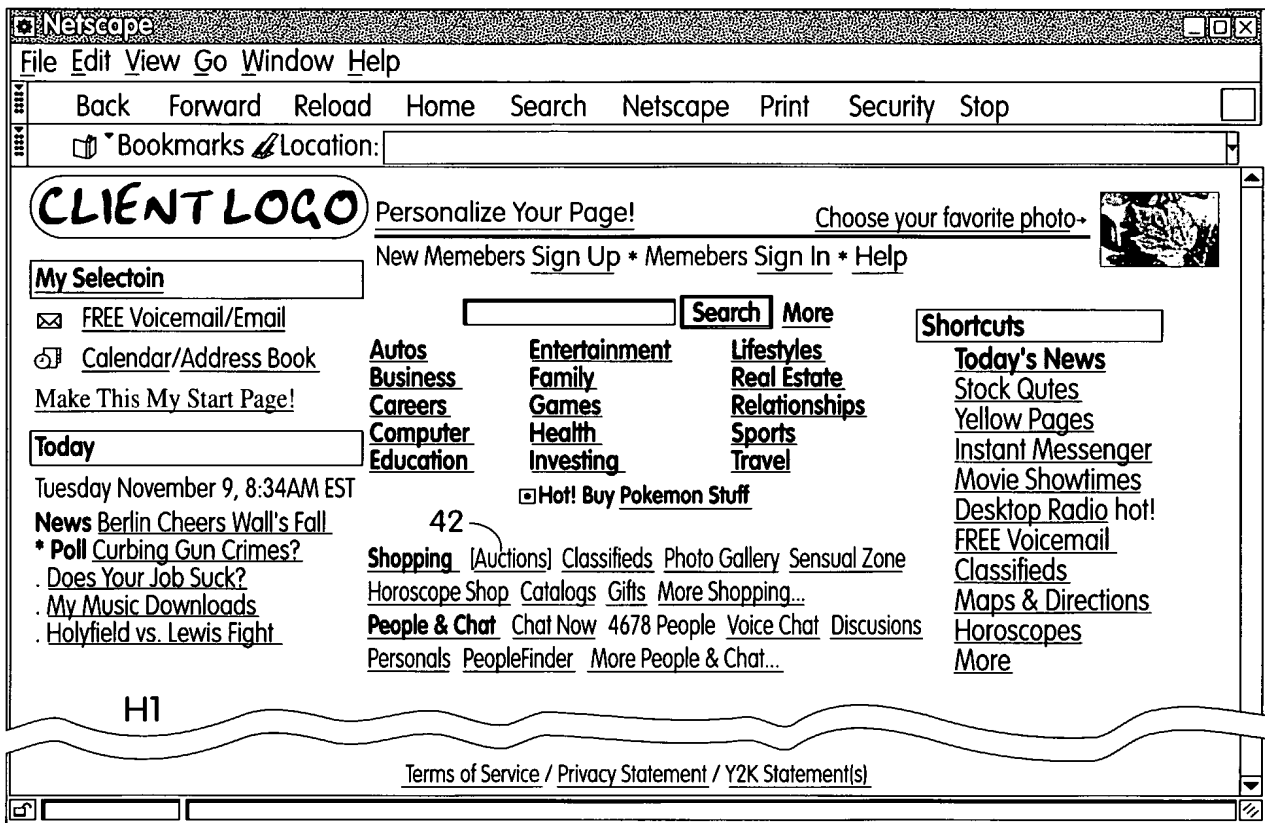 Netscape
File Edit View Go Window Help
Back Forward Reload Home Search Netscape Print Security Stop
Bookmarks Location:
CLIENT LOGO
Personalize Your Page! Choose your favorite photo
New Memebers Sign Up * Memebers Sign In * Help
My Selectoin
FREE Voicemail/Email
Calendar/Address Book
Make This My Start Page!
Today
Tuesday November 9, 8:34AM EST
News Berlin Cheers Wall's Fall
* Poll Curbing Gun Crimes?
. Does Your Job Suck?
. My Music Downloads
. Holyfield vs. Lewis Fight
H1
Search More
Autos Entertainment Lifestyles
Business Family Real Estate
Careers Games Relationships
Computer Health Sports
Education Investing Travel
Hot! Buy Pokemon Stuff
42
Shopping [Auctions] Classifieds Photo Gallery Sensual Zone
Horoscope Shop Catalogs Gifts More Shopping...
People & Chat Chat Now 4678 People Voice Chat Discusions
Personals PeopleFinder More People & Chat...
Shortcuts
Today's News
Stock Qutes
Yellow Pages
Instant Messenger
Movie Showtimes
Desktop Radio hot!
FREE Voicemail
Classifieds
Maps & Directions
Horoscopes
More
Terms of Service / Privacy Statement / Y2K Statement(s)